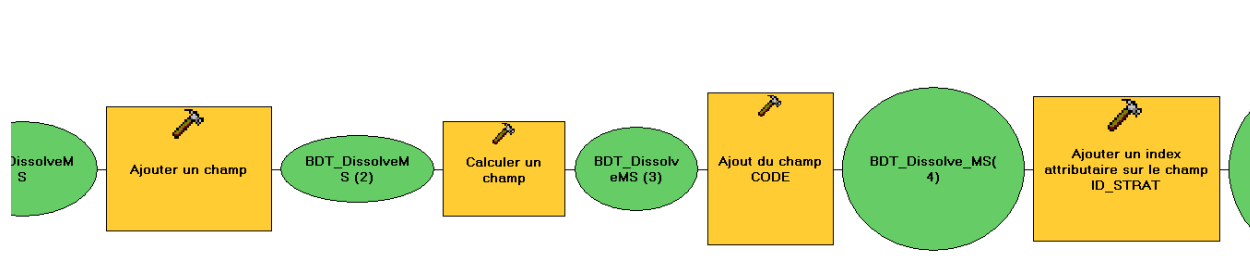 DissolveM
S
Ajouter un champ
BDT_DissolveM
S (2)
Calculer un
champ
BDT_Dissolv
eMS (3)
Ajout du champ
CODE
BDT_Dissolve_MS(
4)
Ajouter un index
attributaire sur le champ
ID_STRAT